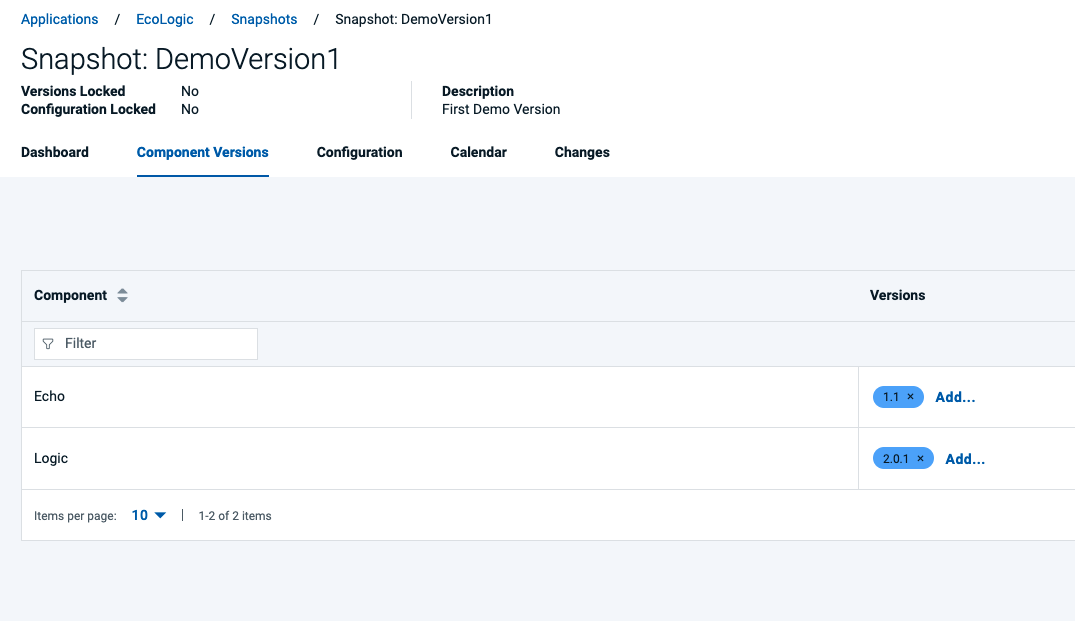 Applications / EcoLogic / Snapshots / Snapshot: DemoVersion1
Snapshot: DemoVersion1
Versions Locked No
Configuration Locked No
Description
First Demo Version
Dashboard Component Versions Configuration Calendar Changes
Component Versions
Filter
Echo 1.1 × Add...
Logic 2.0.1 × Add...
Items per page: 10 | 1-2 of 2 items